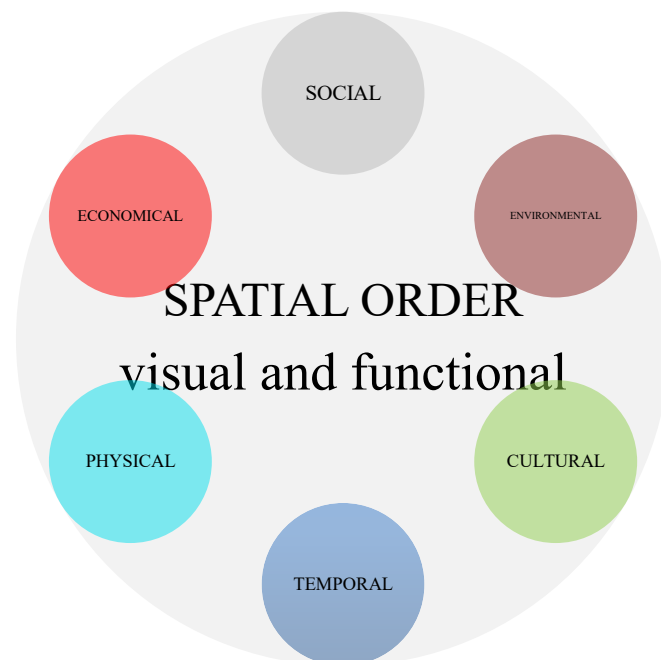 SOCIAL
ECONOMICAL
ENVIRONMENTAL
SPATIAL ORDER
visual and functional
PHYSICAL
CULTURAL
TEMPORAL